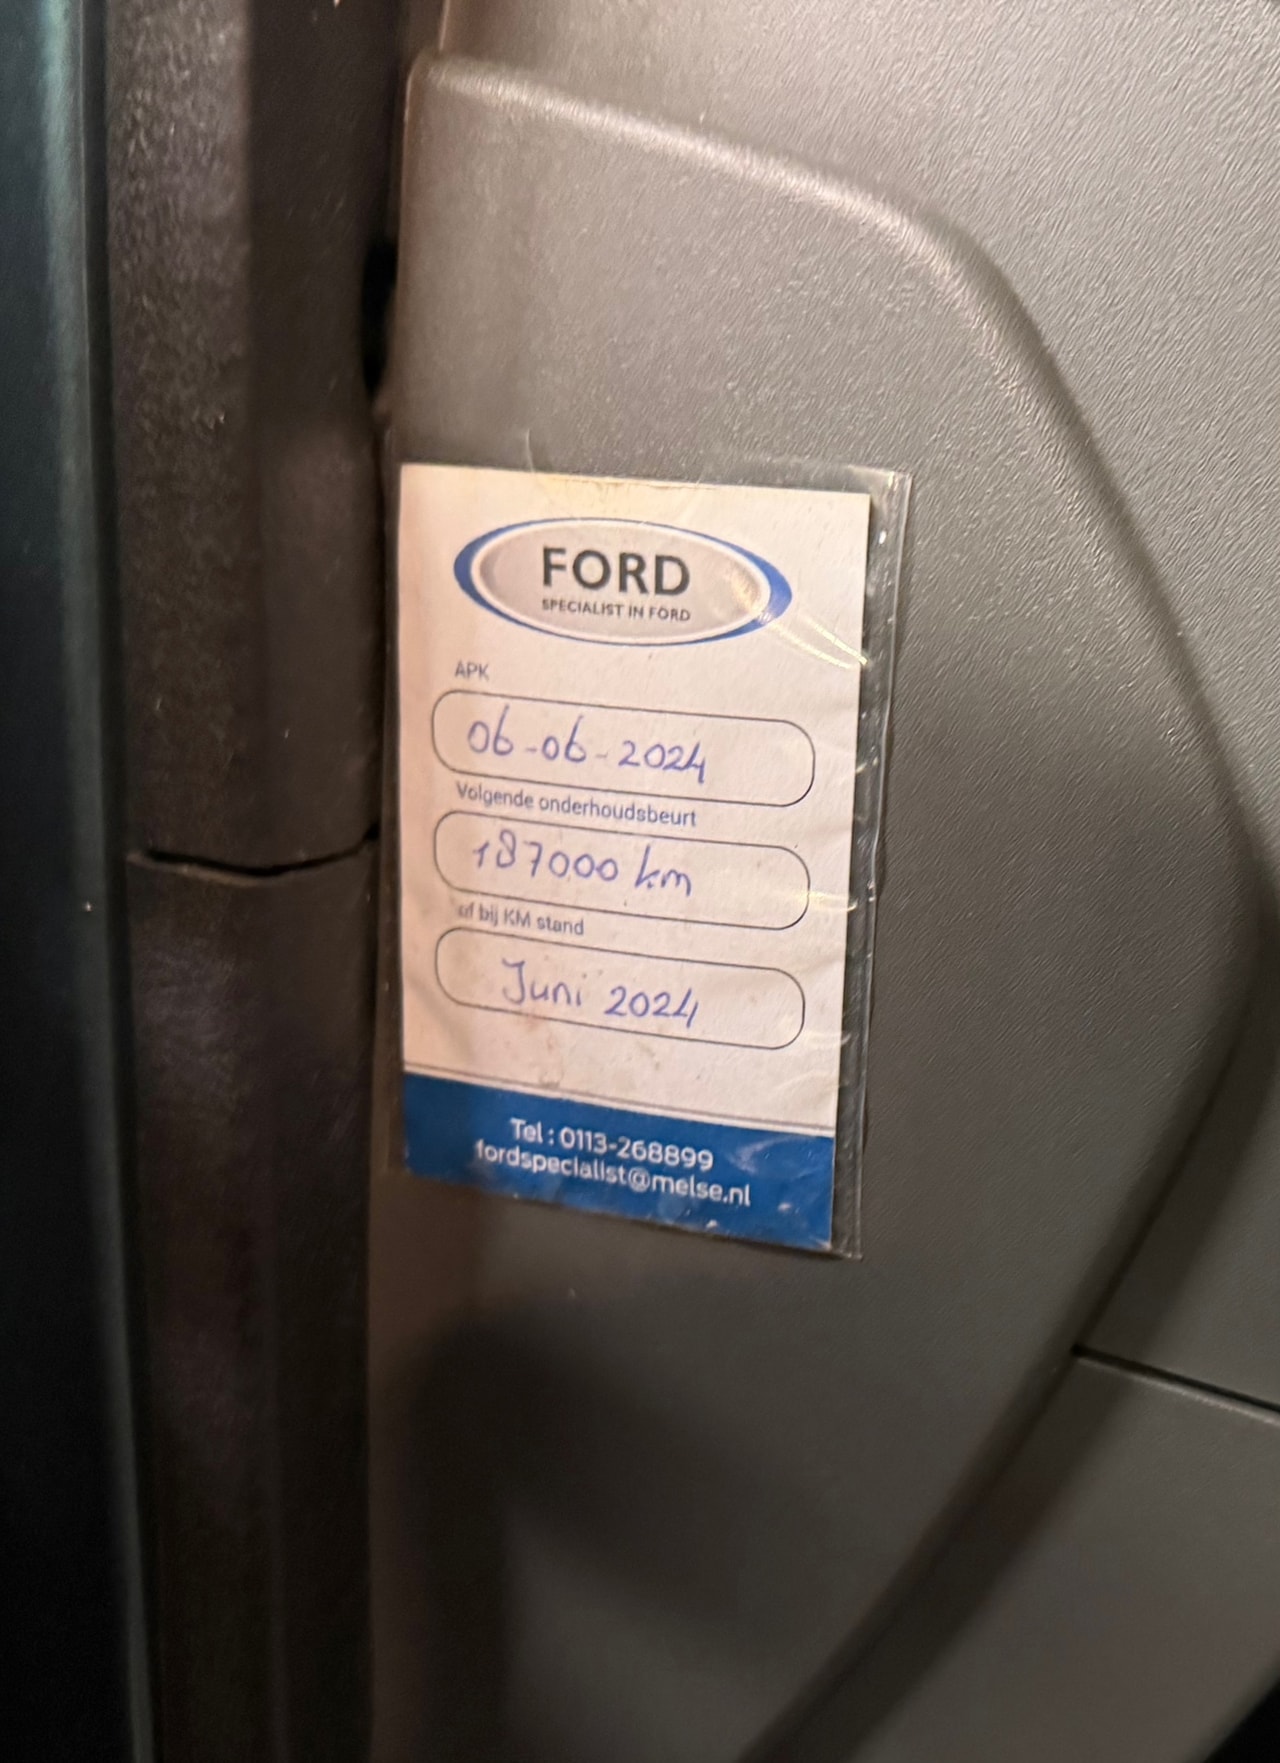 FORD
SPECIALIST IN FORD
APK
06-06-2024
Volgende onderhoudsbeurt
187000 km
of bij KM stand
Juni 2024
Tel: 0113-268899
fordspecialist@melse.nl